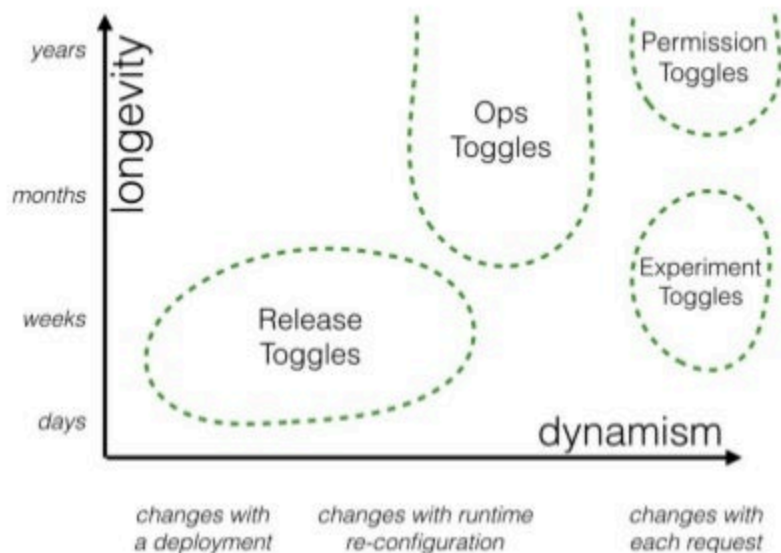 years
longevity
months
weeks
days
Permission
Toggles
Ops
Toggles
Experiment
Toggles
Release
Toggles
dynamism
changes with
a deployment
changes with runtime
re-configuration
changes with
each request